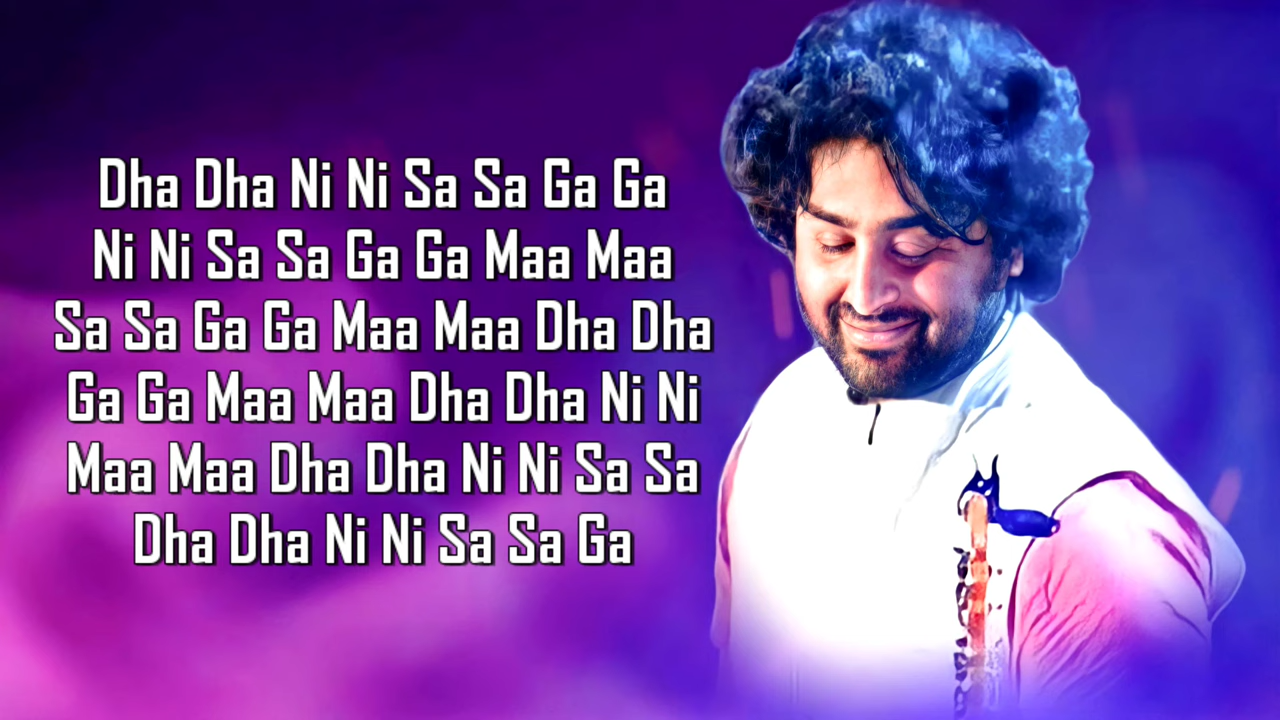 Dha Dha Ni Ni Sa Sa Ga Ga
Ni Ni Sa Sa Ga Ga Maa Maa
Sa Sa Ga Ga Maa Maa Dha Dha
Ga Ga Maa Maa Dha Dha Ni Ni
Maa Maa Dha Dha Ni Ni Sa Sa
Dha Dha Ni Ni Sa Sa Ga